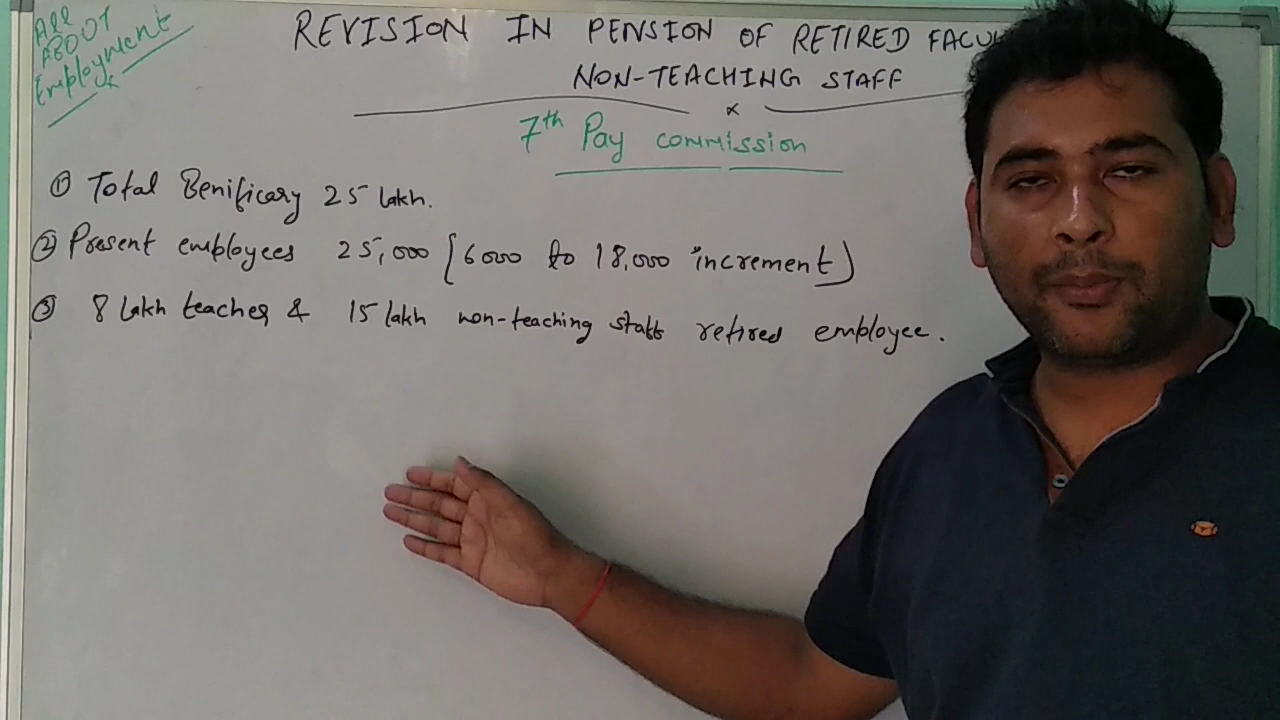 All
ABOUT
Employment
REVISION IN PENSION OF RETIRED FACU
NON-TEACHING STAFF
7th Pay commission
① Total Benificary 25 lakh.
② Present employees 25,000 (6000 to 18,000 increment)
③ 8 lakh teacher & 15 lakh non-teaching staff retired employee.